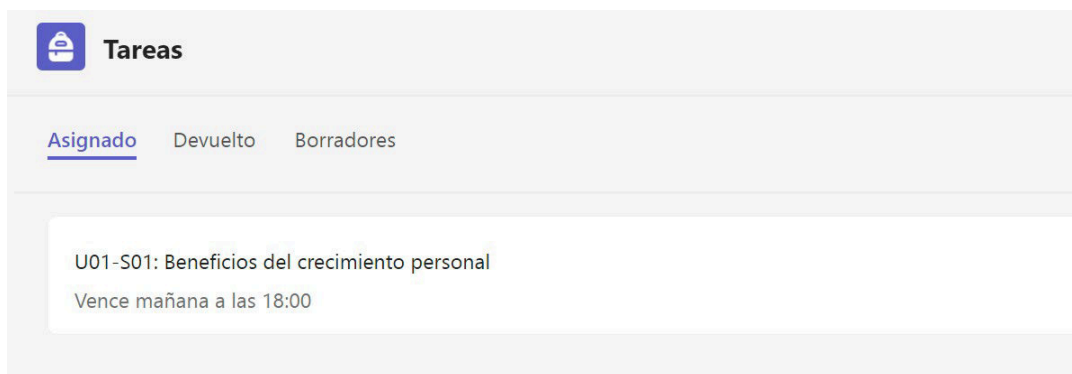 Tareas
Asignado Devuelto Borradores
U01-S01: Beneficios del crecimiento personal
Vence mañana a las 18:00